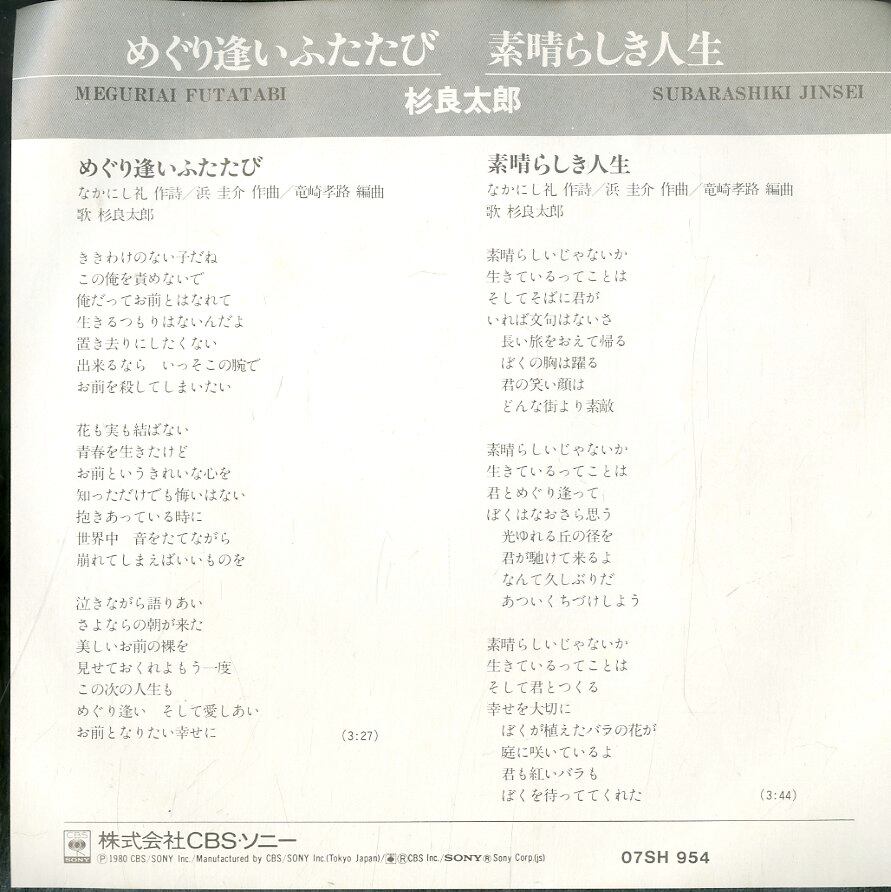 めぐり逢いふたたび　素晴らしき人生
MEGURIAI FUTATABI　杉良太郎　SUBARASHIKI JINSEI
めぐり逢いふたたび
なかにし礼 作詩／浜 圭介 作曲／竜崎孝路 編曲
歌 杉良太郎
ききわけのない子だね
この俺を責めないで
俺だってお前とはなれて
生きるつもりはないんだよ
置き去りにしたくない
出来るなら　いっそこの腕で
お前を殺してしまいたい
花も実も結ばない
青春を生きたけど
お前というきれいな心を
知っただけでも悔いはない
抱きあっている時に
世界中　音をたてながら
崩れてしまえばいいものを
泣きながら語りあい
さよならの朝が来た
美しいお前の裸を
見せておくれよもう一度
この次の人生も
めぐり逢い　そして愛しあい
お前となりたい幸せに　(3:27)
素晴らしき人生
なかにし礼 作詩／浜 圭介 作曲／竜崎孝路 編曲
歌 杉良太郎
素晴らしいじゃないか
生きているってことは
そしてそばに君が
いれば文句はないさ
長い旅をおえて帰る
ぼくの胸は躍る
君の笑い顔は
どんな街より素敵
素晴らしいじゃないか
生きているってことは
君とめぐり逢って
ぼくはなおさら思う
光ゆれる丘の径を
君が馳けて来るよ
なんて久しぶりだ
あついくちづけしよう
素晴らしいじゃないか
生きているってことは
そして君とつくる
幸せを大切に
ぼくが植えたバラの花が
庭に咲いているよ
君も紅いバラも
ぼくを待っててくれた　(3:44)
CBS SONY 株式会社CBS・ソニー
Ⓟ1980 CBS/SONY Inc./Manufactured by CBS/SONY Inc.(Tokyo Japan)/ⓇCBS Inc./SONYⓇSony Corp.(js)　07SH 954